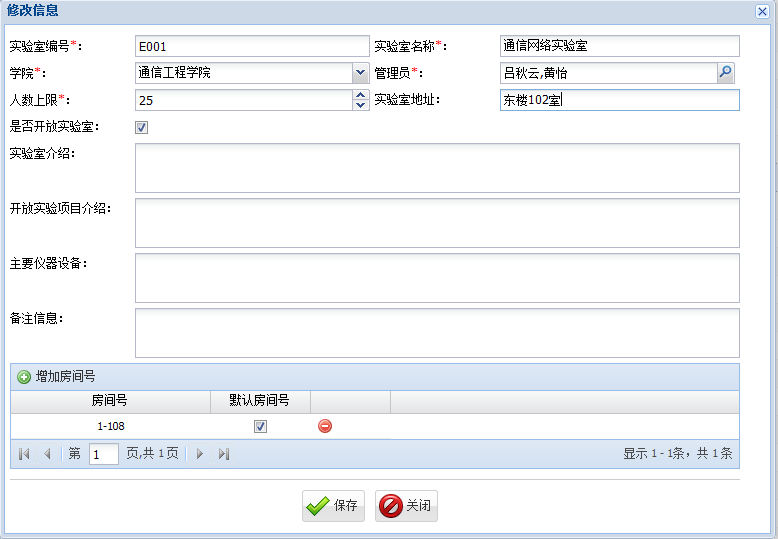 修改信息
实验室编号*: E001 实验室名称*: 通信网络实验室
学院*: 通信工程学院 管理员*: 吕秋云,黄怡
人数上限*: 25 实验室地址: 东楼102室
是否开放实验室:
实验室介绍:
开放实验项目介绍:
主要仪器设备:
备注信息:
增加房间号
房间号 默认房间号
1-108
第 1 页,共 1 页 显示 1 - 1条，共 1 条
保存 关闭